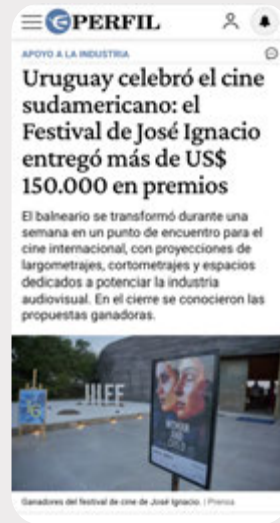 PERFIL
APOYO A LA INDUSTRIA
Uruguay celebró el cine
sudamericano: el
Festival de José Ignacio
entregó más de US$
150.000 en premios
El balneario se transformó durante una
semana en un punto de encuentro para el
cine internacional, con proyecciones de
largometrajes, cortometrajes y espacios
dedicados a potenciar la industria
audiovisual. En el cierre se conocieron las
propuestas ganadoras.
JIIFF
WOMAN
AND
CHILD
Ganadores del festival de cine de José Ignacio. | Prensa